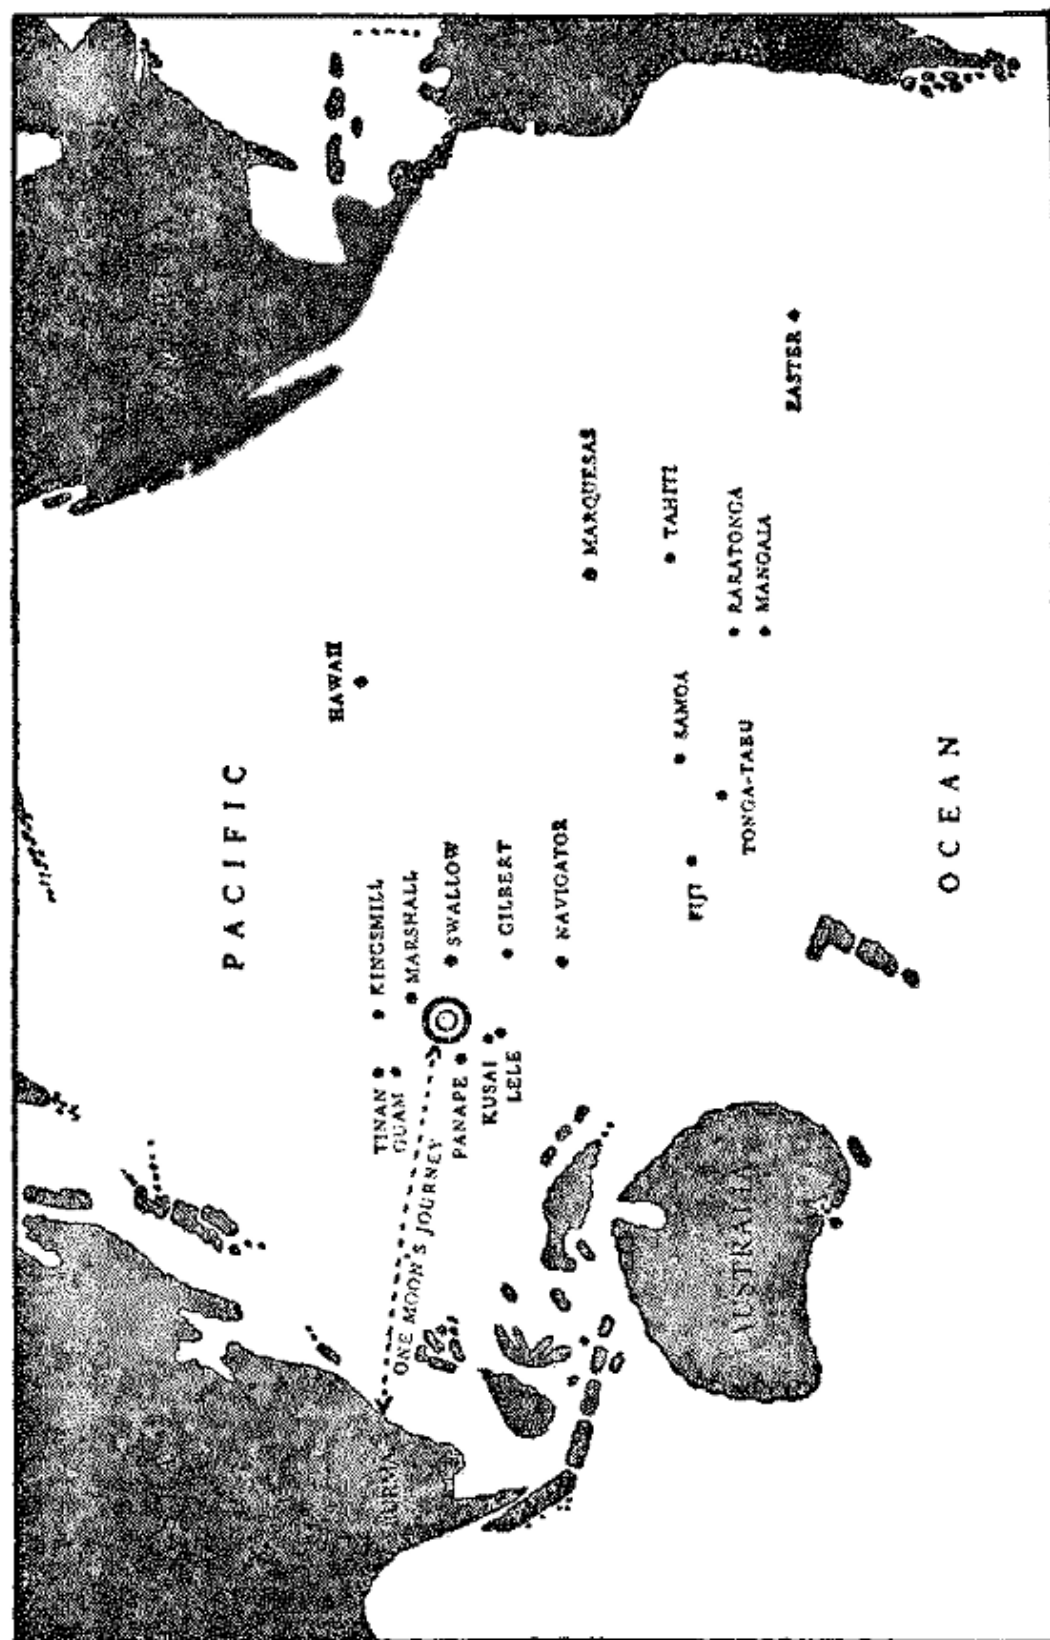 PACIFIC
HAWAII
KINGSMILL
MARSHALL
SWALLOW
GILBERT
NAVIGATOR
TINAN
GUAM
PANAPE
KUSAI
LELE
ONE MOON'S JOURNEY
BURMA
MARQUESAS
TAHITI
RARATONGA
MANGAIA
EASTER
SAMOA
TONGA-TABU
FIJI
OCEAN
AUSTRALIA